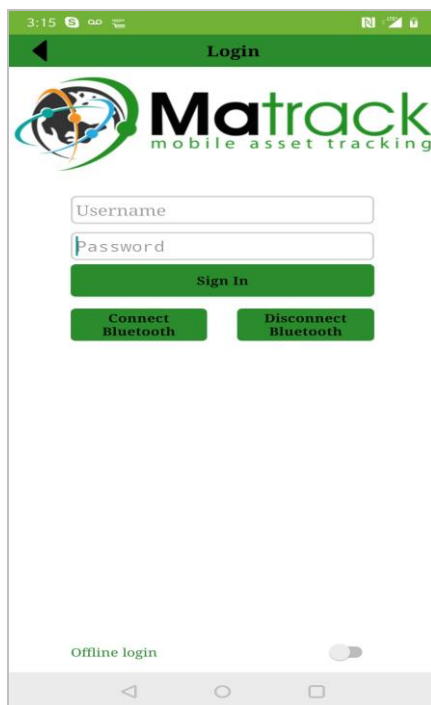 3:15
Login
Matrack
mobile asset tracking
Username
Password
Sign In
Connect Bluetooth
Disconnect Bluetooth
Offline login